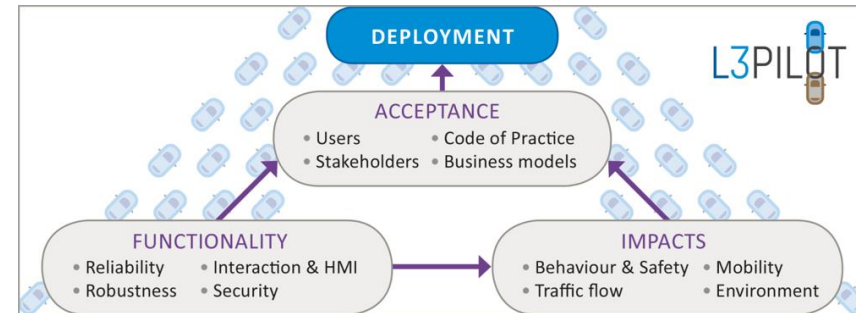 DEPLOYMENT
L3PILOT
ACCEPTANCE
• Users • Code of Practice
• Stakeholders • Business models
FUNCTIONALITY
• Reliability • Interaction & HMI
• Robustness • Security
IMPACTS
• Behaviour & Safety • Mobility
• Traffic flow • Environment